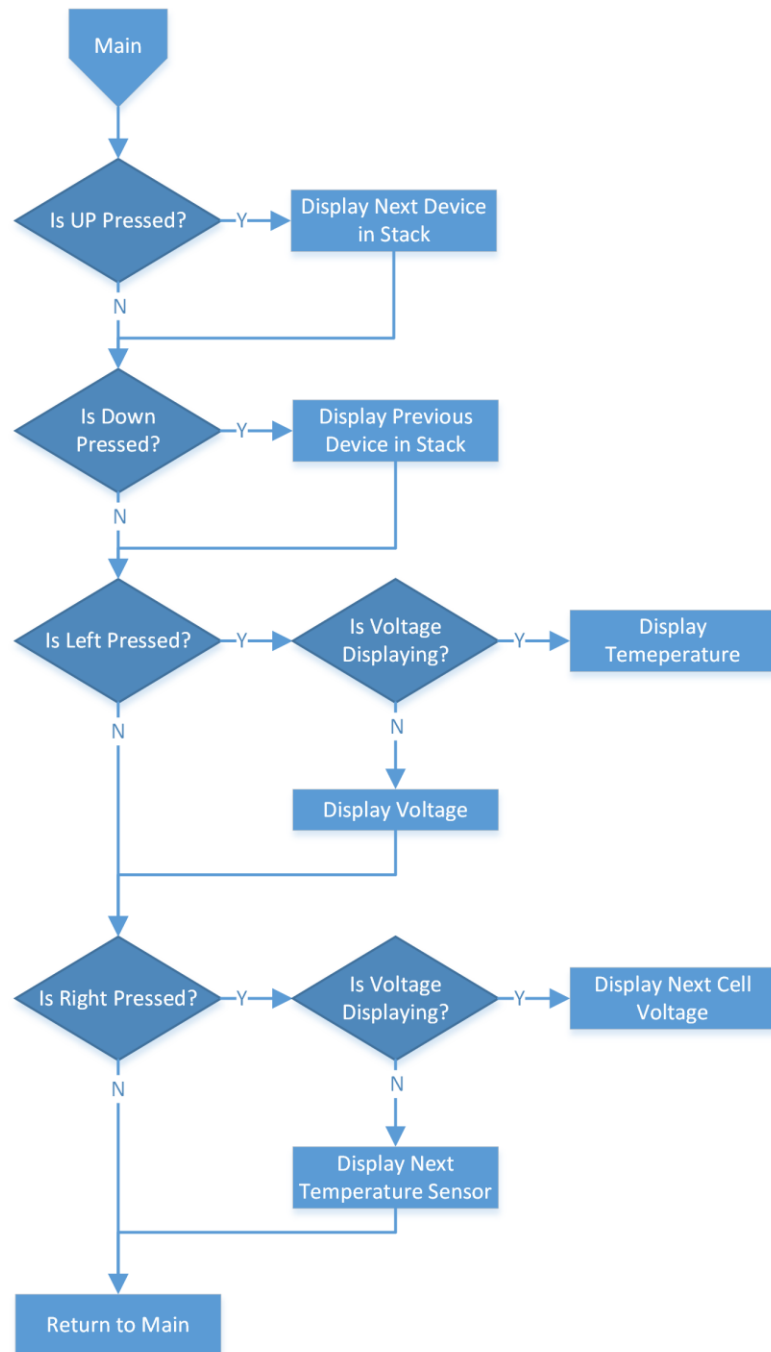 Main
Is UP Pressed?
Y
Display Next Device
in Stack
N
Is Down
Pressed?
Y
Display Previous
Device in Stack
N
Is Left Pressed?
Y
Is Voltage
Displaying?
Y
Display
Temeperature
N
N
Display Voltage
Is Right Pressed?
Y
Is Voltage
Displaying?
Y
Display Next Cell
Voltage
N
N
Display Next
Temperature Sensor
Return to Main